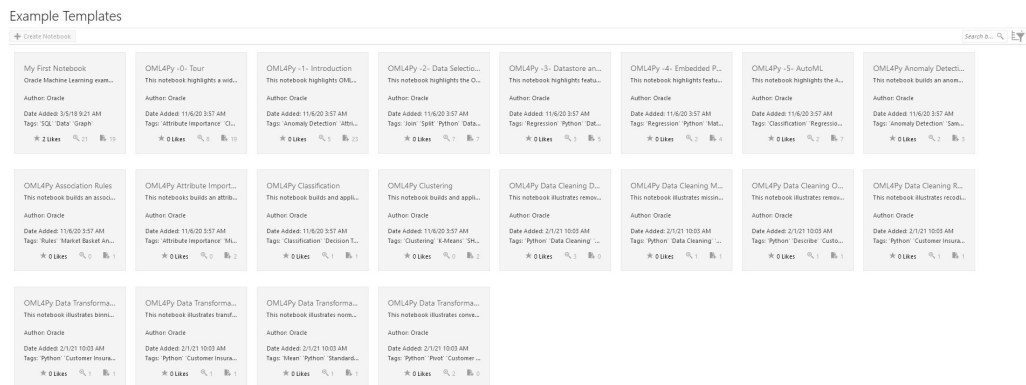 Example Templates
Create Notebook
Search b...
My First Notebook
Oracle Machine Learning exam...
Author: Oracle
Date Added: 3/5/18 9:21 AM
Tags: 'SQL' 'Data' 'Graph'
2 Likes 21 79
OML4Py -0- Tour
This notebook highlights a wid...
Author: Oracle
Date Added: 11/6/20 3:57 AM
Tags: 'Attribute Importance' 'Cl...
0 Likes 6 19
OML4Py -1- Introduction
This notebook highlights OML...
Author: Oracle
Date Added: 11/6/20 3:57 AM
Tags: 'Anomaly Detection' 'Attri...
0 Likes 5 23
OML4Py -2- Data Selectio...
This notebook highlights the O...
Author: Oracle
Date Added: 11/6/20 3:57 AM
Tags: 'Join' 'Split' 'Python' 'Data...
0 Likes 7 7
OML4Py -3- Datastore an...
This notebook highlights featu...
Author: Oracle
Date Added: 11/6/20 3:57 AM
Tags: 'Regression' 'Python' 'Dat...
0 Likes 3 5
OML4Py -4- Embedded P...
This notebook highlights featu...
Author: Oracle
Date Added: 11/6/20 3:57 AM
Tags: 'Regression' 'Python' 'Mat...
0 Likes 2 4
OML4Py -5- AutoML
This notebook highlights the A...
Author: Oracle
Date Added: 11/6/20 3:57 AM
Tags: 'Classification' 'Regressio...
0 Likes 2 7
OML4Py Anomaly Detecti...
This notebook builds an anom...
Author: Oracle
Date Added: 11/6/20 3:57 AM
Tags: 'Anomaly Detection' 'Sam...
0 Likes 2 3
OML4Py Association Rules
This notebook builds an associ...
Author: Oracle
Date Added: 11/6/20 3:57 AM
Tags: 'Rules' 'Market Basket An...
0 Likes 0 1
OML4Py Attribute Import...
This notebooks builds an attrib...
Author: Oracle
Date Added: 11/6/20 3:57 AM
Tags: 'Attribute Importance' 'Mi...
0 Likes 0 2
OML4Py Classification
This notebook builds and appli...
Author: Oracle
Date Added: 11/6/20 3:57 AM
Tags: 'Classification' 'Decision T...
0 Likes 1 1
OML4Py Clustering
This notebook builds and appli...
Author: Oracle
Date Added: 11/6/20 3:57 AM
Tags: 'Clustering' 'K-Means' 'SH...
0 Likes 0 2
OML4Py Data Cleaning D...
This notebook illustrates remov...
Author: Oracle
Date Added: 2/1/21 10:03 AM
Tags: 'Python' 'Data Cleaning' '...
0 Likes 3 0
OML4Py Data Cleaning M...
This notebook illustrates missin...
Author: Oracle
Date Added: 2/1/21 10:03 AM
Tags: 'Python' 'Data Cleaning' '...
0 Likes 1 1
OML4Py Data Cleaning O...
This notebook illustrates remov...
Author: Oracle
Date Added: 2/1/21 10:03 AM
Tags: 'Python' 'Describe' 'Custo...
0 Likes 1 1
OML4Py Data Cleaning R...
This notebook illustrates recodi...
Author: Oracle
Date Added: 2/1/21 10:03 AM
Tags: 'Python' 'Customer Insura...
0 Likes 1 1
OML4Py Data Transforma...
This notebook illustrates binni...
Author: Oracle
Date Added: 2/1/21 10:03 AM
Tags: 'Python' 'Customer Insura...
0 Likes 1 1
OML4Py Data Transforma...
This notebook illustrates transf...
Author: Oracle
Date Added: 2/1/21 10:03 AM
Tags: 'Python' 'Customer Insura...
0 Likes 1 1
OML4Py Data Transforma...
This notebook illustrates norm...
Author: Oracle
Date Added: 2/1/21 10:03 AM
Tags: 'Mean' 'Python' 'Standard...
0 Likes 1 1
OML4Py Data Transforma...
This notebook illustrates conve...
Author: Oracle
Date Added: 2/1/21 10:03 AM
Tags: 'Python' 'Pivot' 'Customer ...
0 Likes 2 0